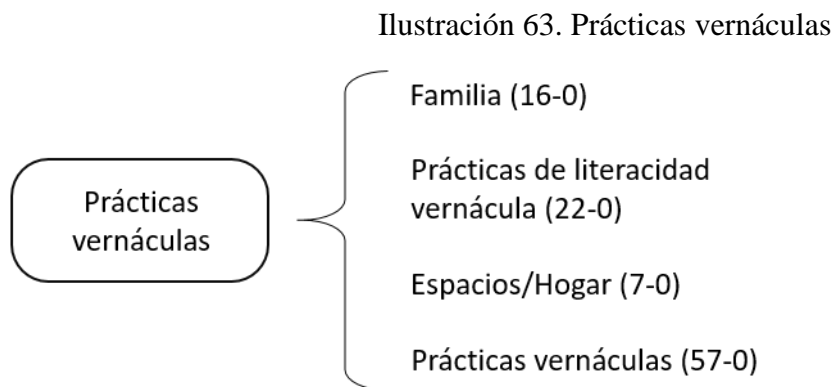 Ilustración 63. Prácticas vernáculas
Prácticas
vernáculas
Familia (16-0)
Prácticas de literacidad
vernácula (22-0)
Espacios/Hogar (7-0)
Prácticas vernáculas (57-0)